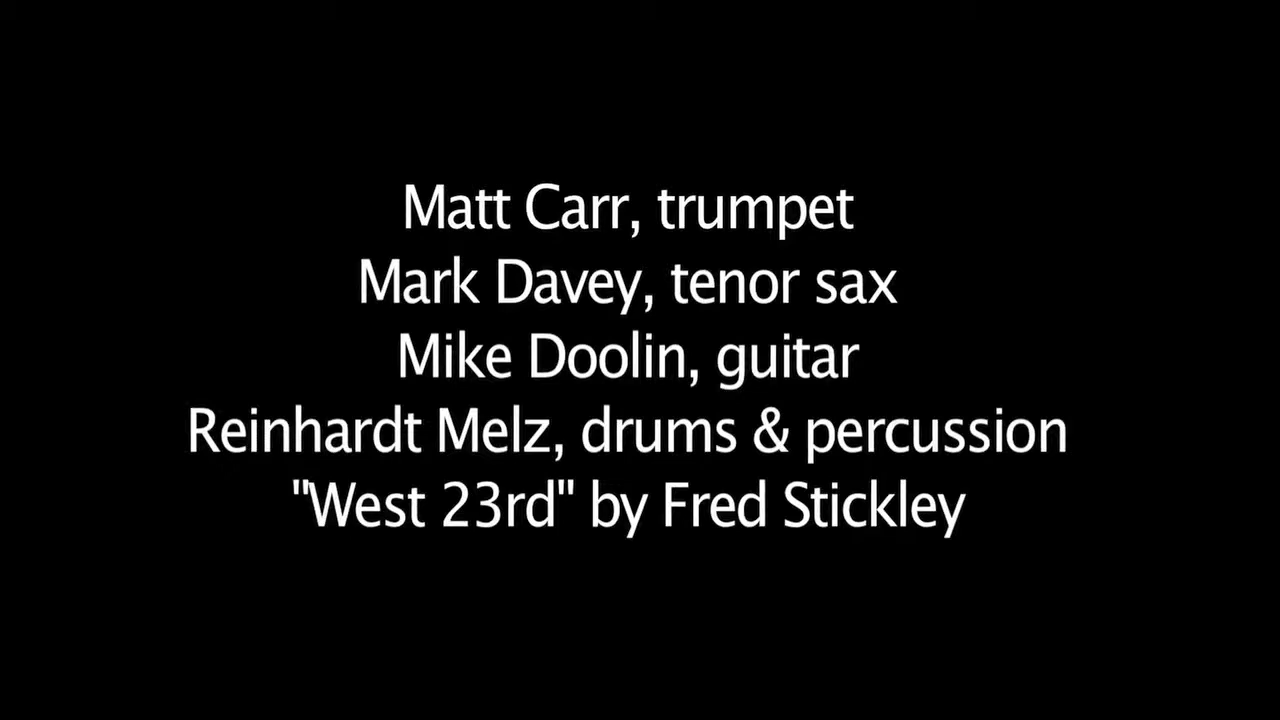 Matt Carr, trumpet
Mark Davey, tenor sax
Mike Doolin, guitar
Reinhardt Melz, drums & percussion
"West 23rd" by Fred Stickley